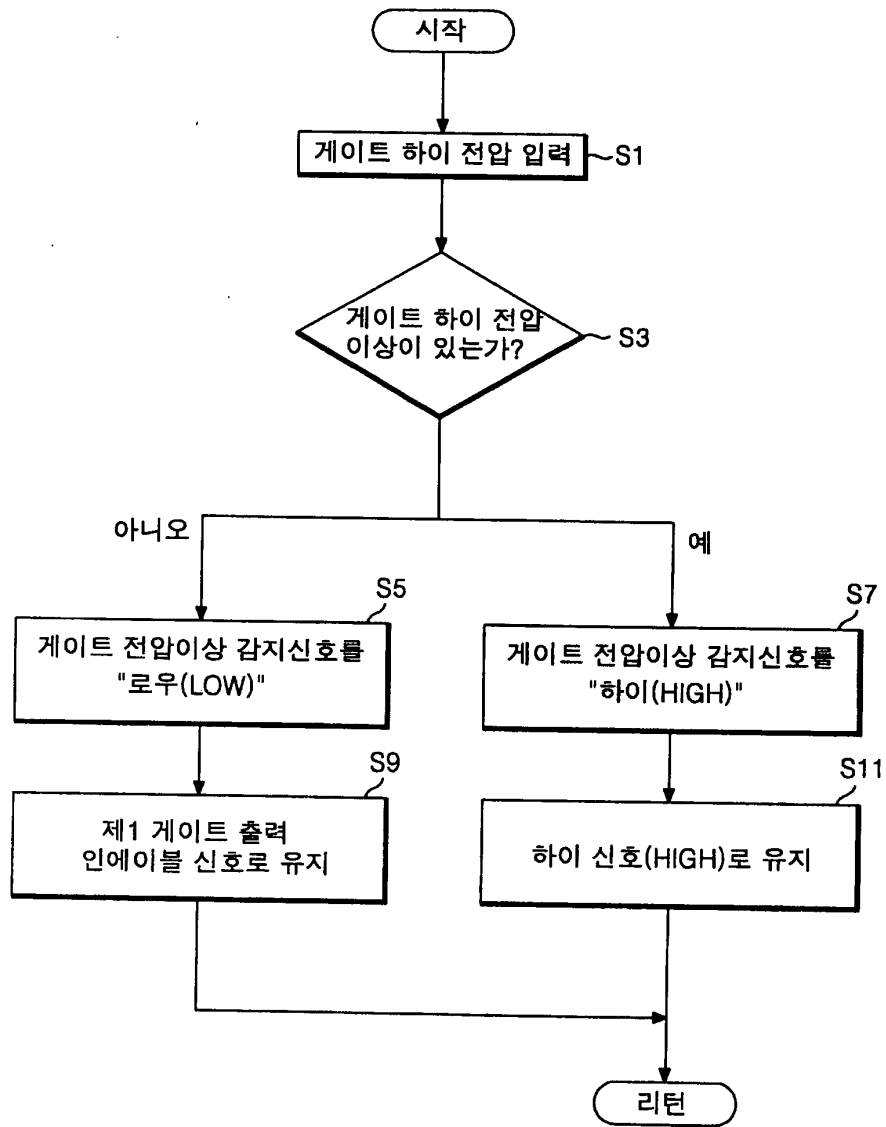 시작
게이트 하이 전압 입력
S1
게이트 하이 전압
이상이 있는가?
S3
아니오
예
S5
게이트 전압이상 감지신호를
"로우(LOW)"
S7
게이트 전압이상 감지신호를
"하이(HIGH)"
S9
제1 게이트 출력
인에이블 신호로 유지
S11
하이 신호(HIGH)로 유지
리턴